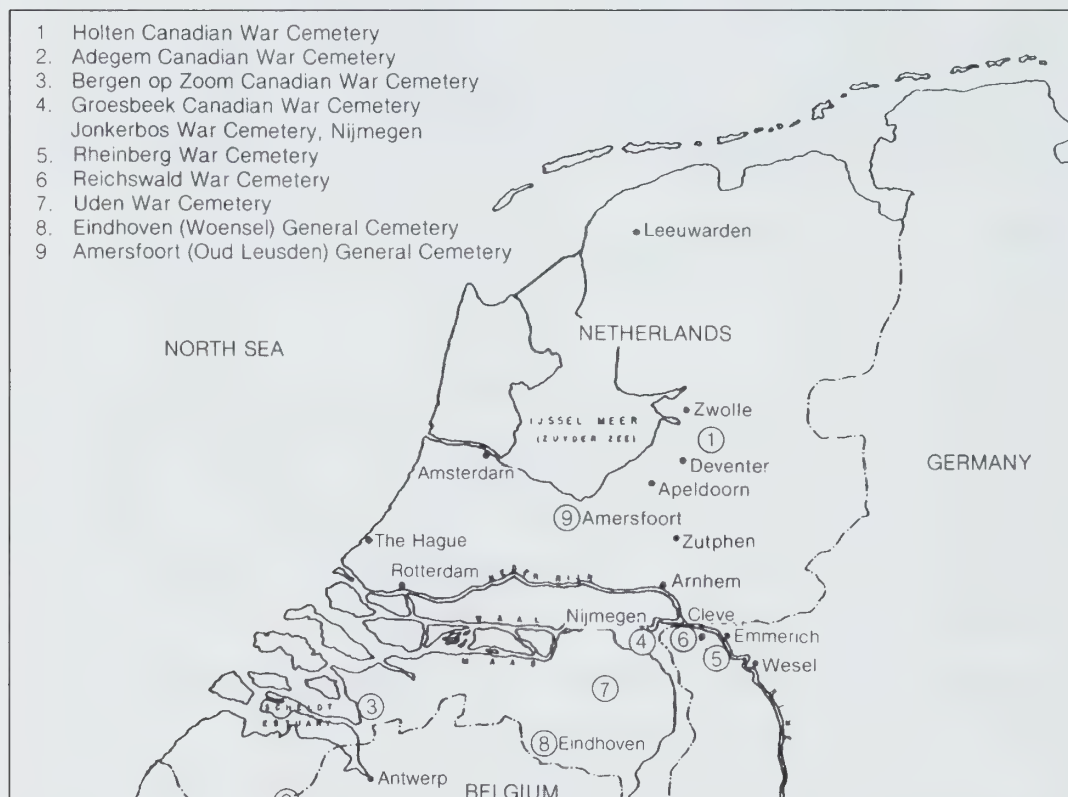 1 Holten Canadian War Cemetery
2. Adegem Canadian War Cemetery
3. Bergen op Zoom Canadian War Cemetery
4 Groesbeek Canadian War Cemetery
Jonkerbos War Cemetery, Nijmegen
5. Rheinberg War Cemetery
6 Reichswald War Cemetery
7. Uden War Cemetery
8. Eindhoven (Woensel) General Cemetery
9 Amersfoort (Oud Leusden) General Cemetery
Leeuwarden
NORTH SEA
NETHERLANDS
Zwolle
IJSSEL MEER
(ZUYDER ZEE)
1
Amsterdam
Deventer
GERMANY
Apeldoorn
9 Amersfoort
The Hague
Zutphen
Rotterdam
RIJN
Arnhem
WAAL
Nijmegen
Cleve
4
6
Emmerich
5
MAAS
Wesel
7
3
SCHELDT
ESTUARY
8 Eindhoven
Antwerp
BELGIUM